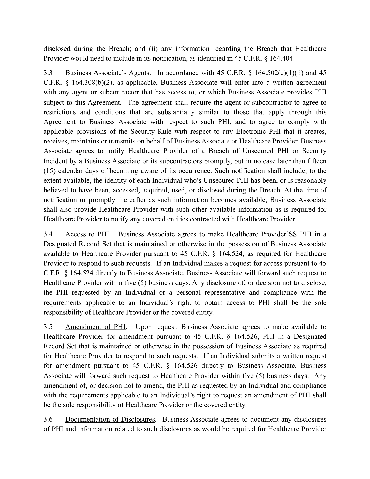 disclosed during the Breach; and (ii) any information regarding the Breach that Healthcare
Provider would need to include in its notification, as identified in 45 C.F.R. § 164.404
3.3 Business Associate's Agents. In accordance with 45 C.F.R. § 164.502(e)(1)(ii) and 45
C.F.R. § 164.308(b)(2), as applicable, Business Associate will enter into a written agreement
with any agent or subcontractor that has access to, or which Business Associate provides PHI
subject to this Agreement. The agreement shall require the agent or subcontractor to agree to
restrictions and conditions that are substantially similar to those that apply through this
Agreement to Business Associate with respect to such PHI, and to agree to comply with
applicable provisions of the Security Rule with respect to any Electronic PHI that it creates,
receives, maintains or transmits on behalf of Business Associate or Healthcare Provider. Business
Associate agrees to notify Healthcare Provider of a Breach of Unsecured PHI or Security
Incident by a Business Associate or its subcontractors promptly, but in no case later than fifteen
(15) calendar days of becoming aware of its occurrence. Such notification shall include, to the
extent available, the identity of each individual who's Unsecured PHI has been, or is reasonably
believed to have been, accessed, acquired, used, or disclosed during the Breach. At the time of
notification or promptly thereafter as such information becomes available, Business Associate
shall also provide Healthcare Provider with such other available information as is required for
Healthcare Provider to notify any covered entities contracted with Healthcare Provider.
3.4 Access to PHI. Business Associate agrees to make Healthcare Provider's PHI in a
Designated Record Set that is maintained or otherwise in the possession of Business Associate
available to Healthcare Provider pursuant to 45 C.F.R. § 164.524, as required for Healthcare
Provider to respond to such requests. If an Individual makes a request for access pursuant to 45
C.F.R. § 164.524 directly to Business Associate, Business Associate will forward such request to
Healthcare Provider within five (5) business days. Any disclosure of, or decision not to disclose,
the PHI requested by an Individual or a personal representative and compliance with the
requirements applicable to an Individual's right to obtain access to PHI shall be the sole
responsibility of Healthcare Provider or the covered entity.
3.5 Amendment of PHI. Upon request, Business Associate agrees to make available to
Healthcare Provider for amendment pursuant to 45 C.F.R. § 164.526, PHI in a Designated
Record Set that is maintained or otherwise in the possession of Business Associate as required
for Healthcare Provider to respond to such requests. If an Individual submits a written request
for amendment pursuant to 45 C.F.R. § 164.526 directly to Business Associate, Business
Associate will forward such request to Healthcare Provider within five (5) business days. Any
amendment of, or decision not to amend, the PHI as requested by an Individual and compliance
with the requirements applicable to an Individual's right to request an amendment of PHI shall
be the sole responsibility of Healthcare Provider or the covered entity.
3.6 Documentation of Disclosures. Business Associate agrees to document any disclosures
of PHI and information related to such disclosures as would be required for Healthcare Provider